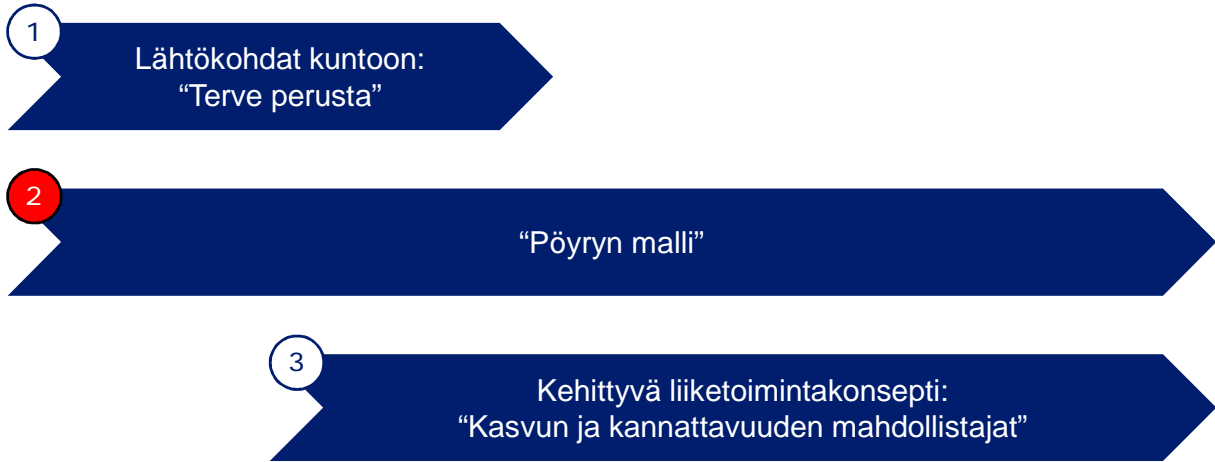 1
Lähtökohdat kuntoon:
“Terve perusta”
2
“Pöyryn malli”
3
Kehittyvä liiketoimintakonsepti:
“Kasvun ja kannattavuuden mahdollistajat”